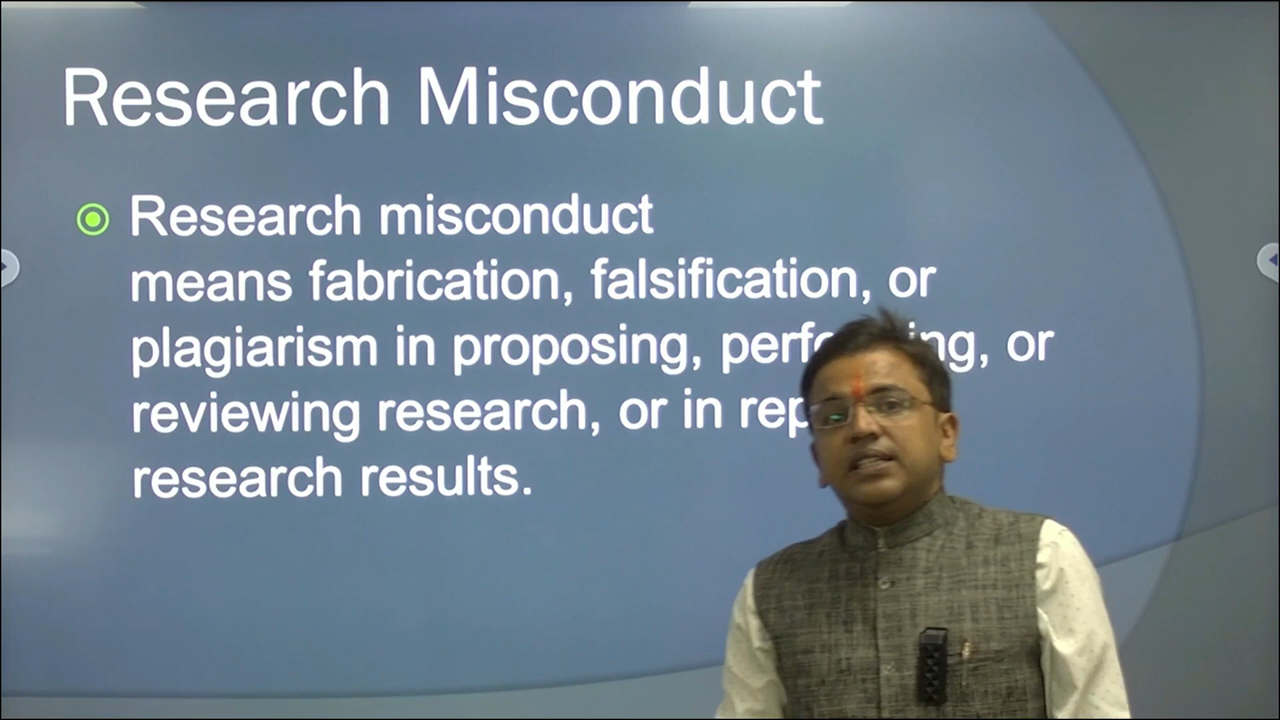 Research Misconduct
Research misconduct
means fabrication, falsification, or
plagiarism in proposing, or
reviewing research, or in
research results.